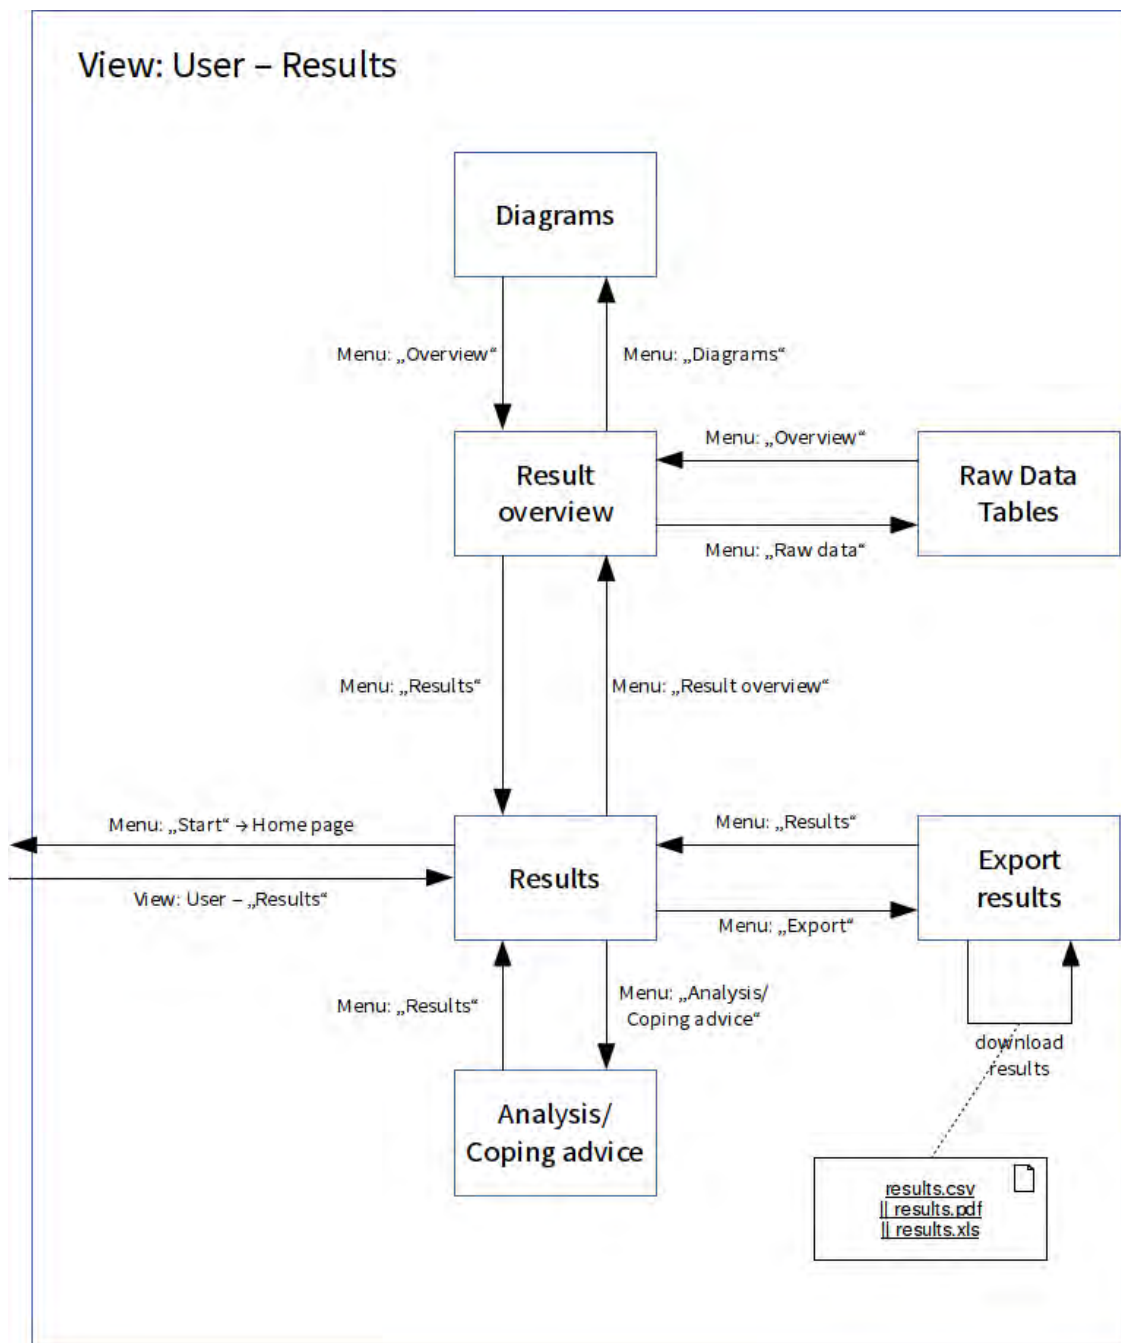 View: User – Results
Diagrams
Menu: „Overview“
Menu: „Diagrams“
Menu: „Overview“
Result
overview
Raw Data
Tables
Menu: „Raw data“
Menu: „Results“
Menu: „Result overview“
Menu: „Start“ → Home page
Menu: „Results“
Results
Export
results
View: User – „Results“
Menu: „Export“
Menu: „Results“
Menu: „Analysis/
Coping advice“
download
results
Analysis/
Coping advice
results.csv
|| results.pdf
|| results.xls